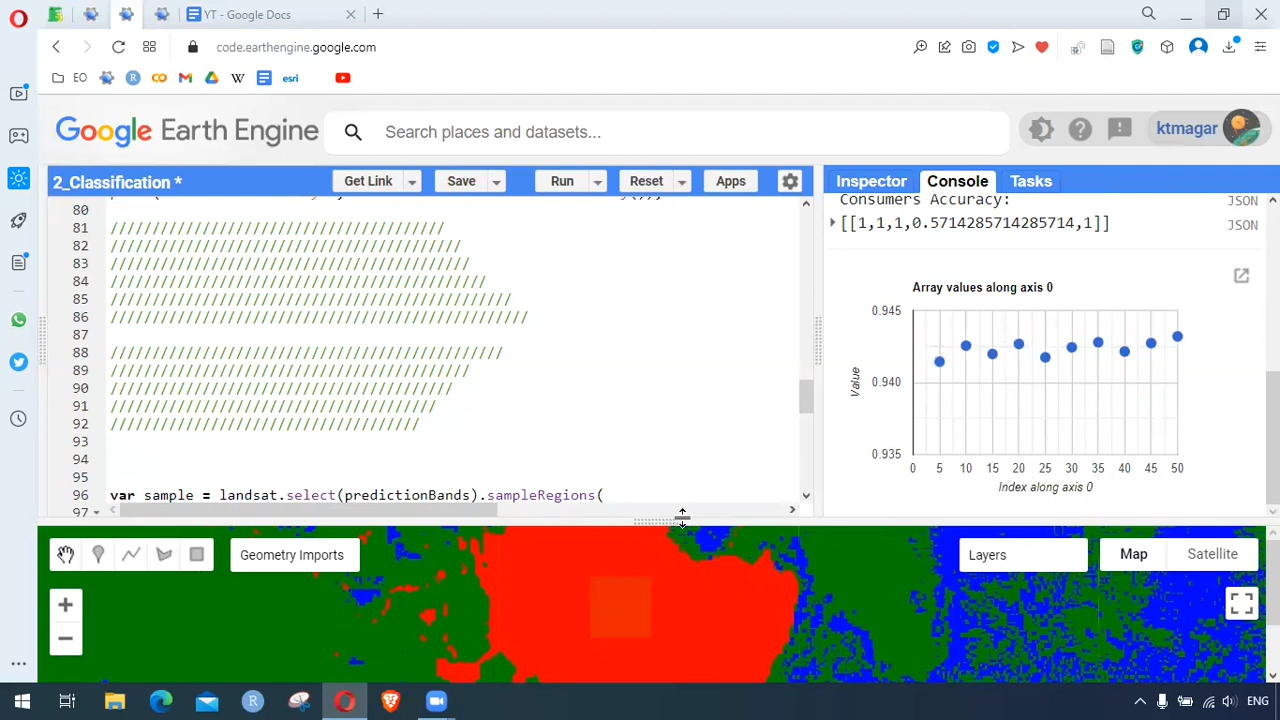 YT - Google Docs
code.earthengine.google.com
EO
esri
Google Earth Engine
Search places and datasets...
ktmagar
2_Classification *
Get Link
Save
Run
Reset
Apps
Inspector
Console
Tasks
80
81 ////////////////////////////////////////
82 //////////////////////////////////////////
83 ///////////////////////////////////////////
84 /////////////////////////////////////////////
85 ////////////////////////////////////////////////
86 //////////////////////////////////////////////////
87
88 ///////////////////////////////////////////////
89 ///////////////////////////////////////////
90 /////////////////////////////////////////
91 ///////////////////////////////////////
92 /////////////////////////////////////
93
94
95
96 var sample = landsat.select(predictionBands).sampleRegions(
97
Consumers Accuracy:
JSON
[[1,1,1,0.5714285714285714,1]]
JSON
Array values along axis 0
0.945
0.940
0.935
Value
0 5 10 15 20 25 30 35 40 45 50
Index along axis 0
Geometry Imports
Layers
Map
Satellite
ENG